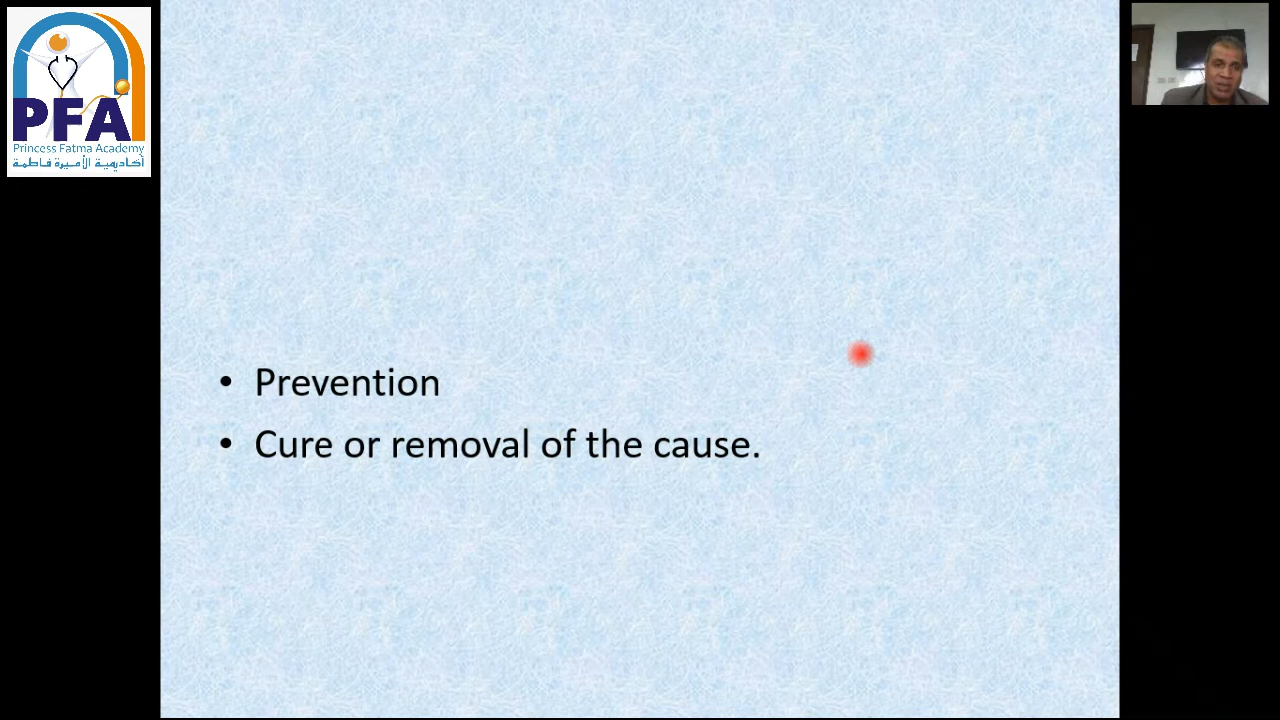 PFA
Princess Fatma Academy
أكاديمية الأميرة فاطمة
• Prevention
• Cure or removal of the cause.